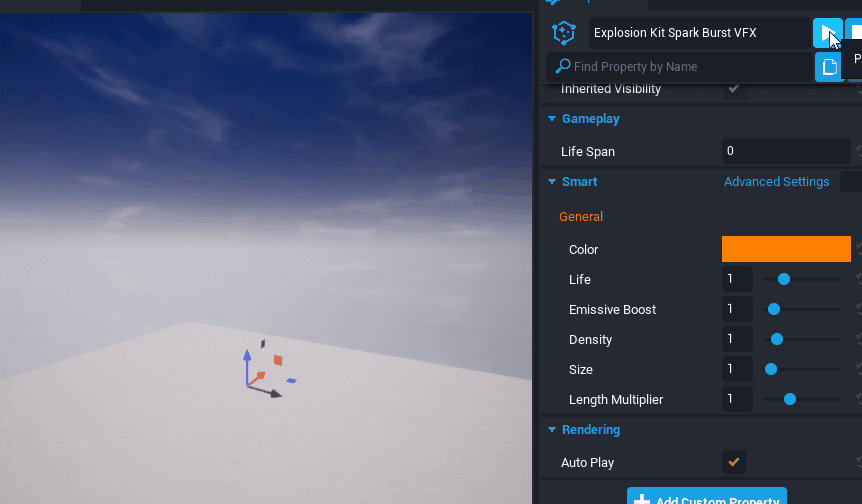 Explosion Kit Spark Burst VFX
P
Find Property by Name
Inherited Visibility
Gameplay
Life Span
0
Smart
Advanced Settings
General
Color
Life
1
Emissive Boost
1
Density
1
Size
1
Length Multiplier
1
Rendering
Auto Play
Add Custom Property